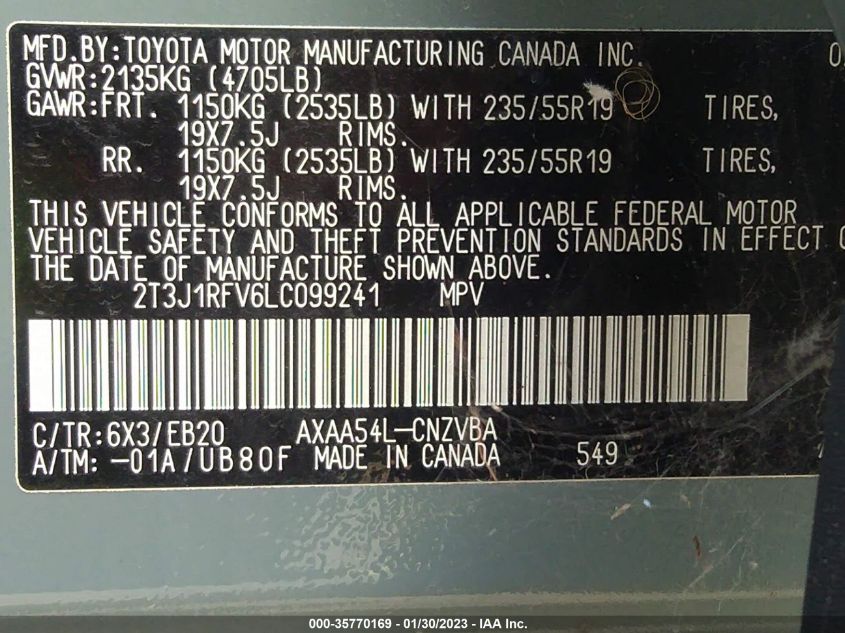 MFD.BY:TOYOTA MOTOR MANUFACTURING CANADA INC.
GVWR:2135KG (4705LB)
GAWR:FRT. 1150KG (2535LB) WITH 235/55R19 TIRES,
19X7.5J RIMS.
RR. 1150KG (2535LB) WITH 235/55R19 TIRES,
19X7.5J RIMS.
THIS VEHICLE CONFORMS TO ALL APPLICABLE FEDERAL MOTOR
VEHICLE SAFETY AND THEFT PREVENTION STANDARDS IN EFFECT
THE DATE OF MANUFACTURE SHOWN ABOVE.
2T3J1RFV6LC099241 MPV
C/TR:6X3/EB20 AXAA54L-CNZVBA
A/TM:-01A/UB80F MADE IN CANADA 549
000-35770169 - 01/30/2023 - IAA Inc.